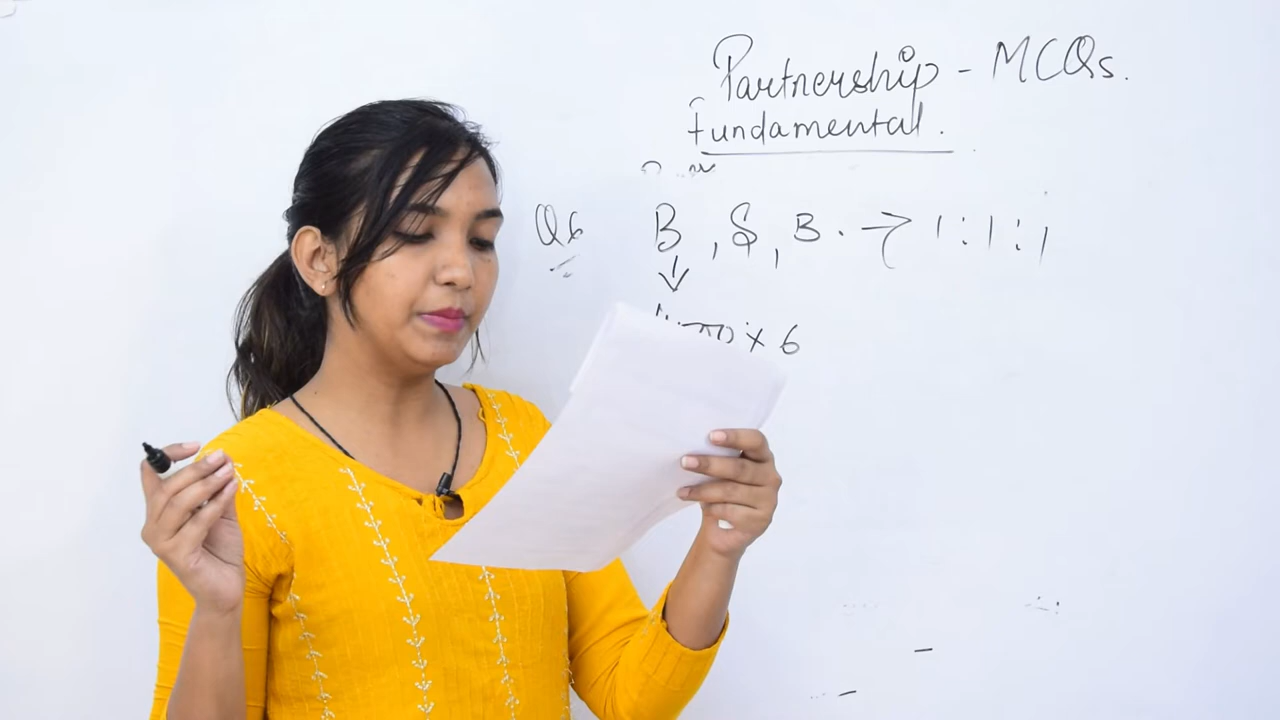 Partnership - MCQs.
fundamental.
Q6 B, S, B. → 1:1:1
↓
x 6